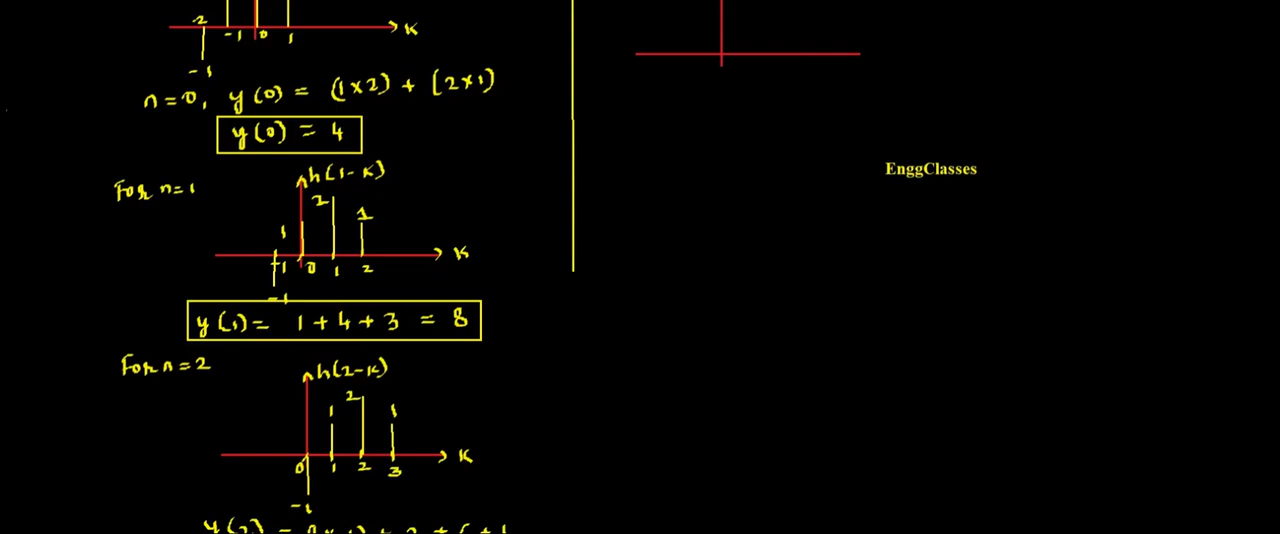 -2 -1 0 1 K
-1
n=0, y(0) = (1×2) + [2×1)
y(0) = 4
EnggClasses
For n=1
h(1-K)
1 2 1
-1 0 1 2 K
-1
y(1) = 1+4+3 = 8
For n=2
h(2-K)
1 2 1
0 1 2 3 K
-1